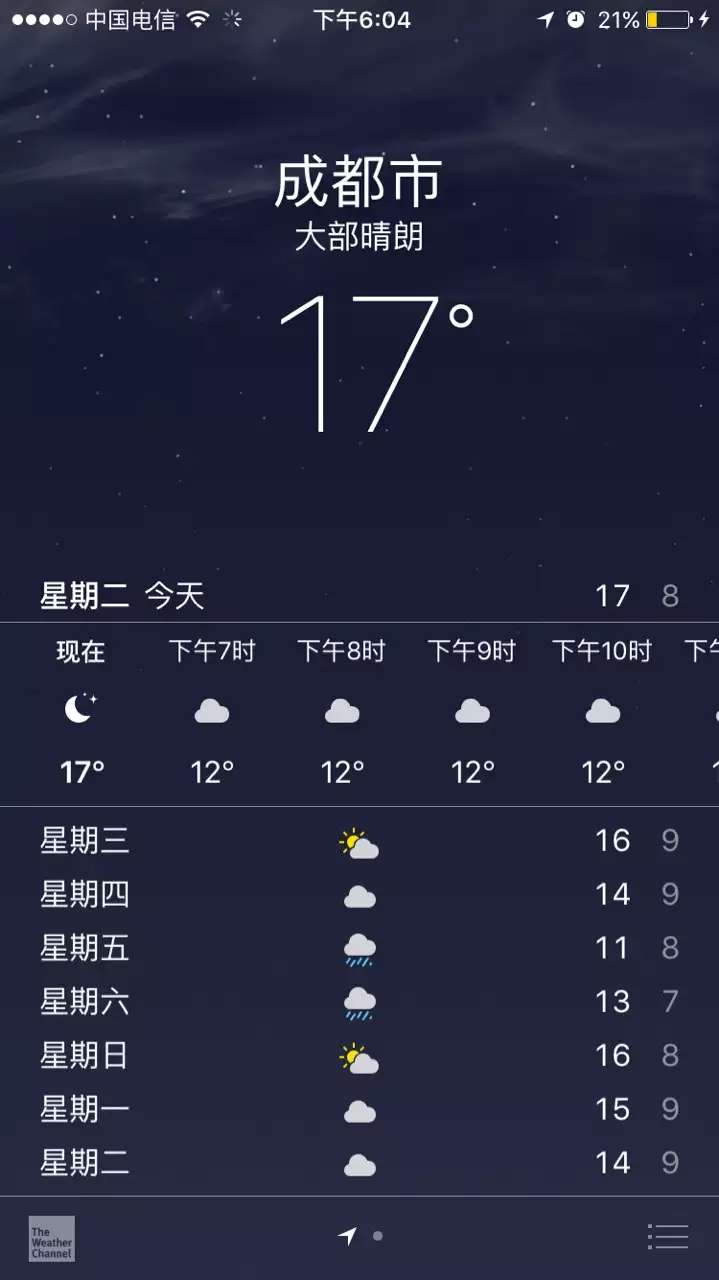 中国电信 下午6:04 21%
成都市
大部晴朗
17°
星期二 今天 17 8
现在 下午7时 下午8时 下午9时 下午10时 下午
17° 12° 12° 12° 12° 1
星期三 16 9
星期四 14 9
星期五 11 8
星期六 13 7
星期日 16 8
星期一 15 9
星期二 14 9
The
Weather
Channel